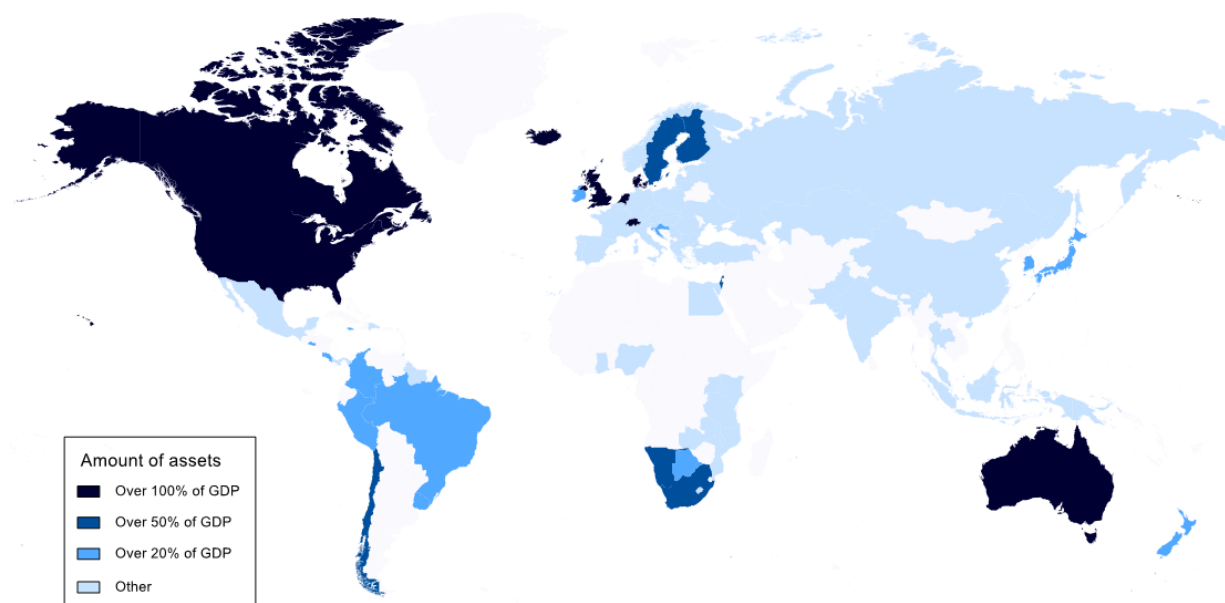 Amount of assets
Over 100% of GDP
Over 50% of GDP
Over 20% of GDP
Other